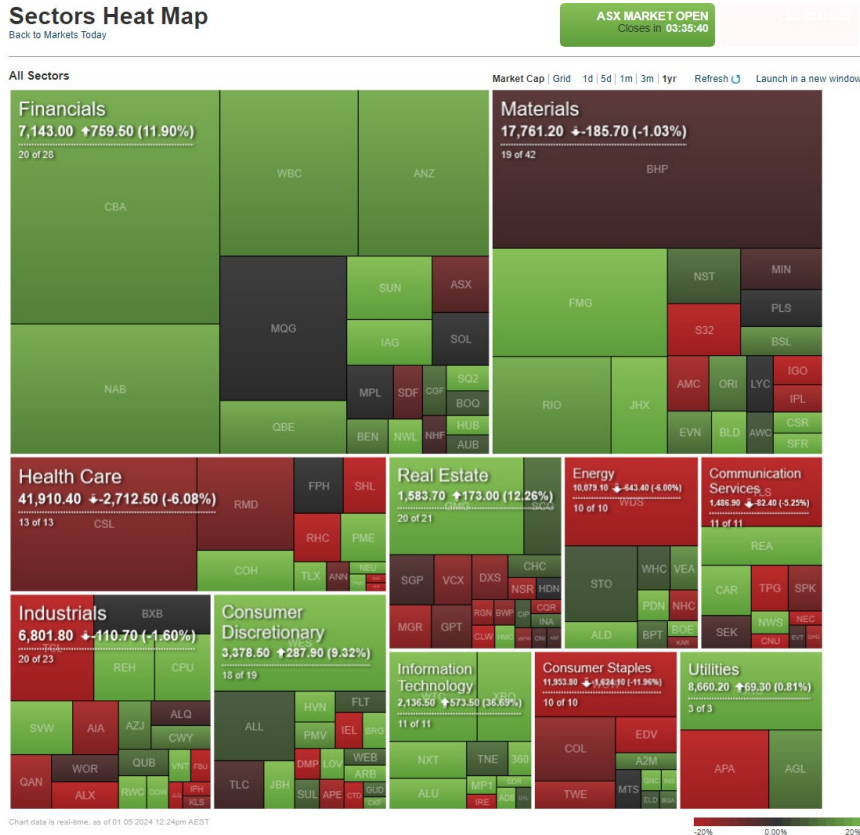 Sectors Heat Map
Back to Markets Today
ASX MARKET OPEN
Closes in 03:35:40
All Sectors
Market Cap | Grid 1d | 5d | 1m | 3m | 1yr Refresh Launch in a new window
Financials
7,143.00 759.50 (11.90%)
20 of 28
CBA
WBC
ANZ
NAB
MQG
QBE
SUN
ASX
IAG
SOL
MPL
SDF
CGF
SQ2
BOQ
BEN
NWL
NHF
HUB
AUB
Materials
17,761.20 -185.70 (-1.03%)
19 of 42
BHP
FMG
NST
MIN
PLS
S32
BSL
RIO
JHX
AMC
ORI
LYC
IGO
IPL
EVN
BLD
AWC
CSR
SFR
Health Care
41,910.40 -2,712.50 (-6.08%)
13 of 13
CSL
RMD
FPH
SHL
RHC
PME
COH
TLX
ANN
NEU
Real Estate
1,583.70 173.00 (12.26%)
20 of 21
GMG
SCG
SGP
VCX
DXS
CHC
NSR
HDN
MGR
GPT
RGN
BWP
CIP
CQR
INA
CLW
HMC
CNI
Energy
10,079.10 -643.40 (-6.00%)
10 of 10
WDS
STO
WHC
VEA
PDN
NHC
ALD
BPT
BOE
KAR
Communication
Services
1,486.90 -82.40 (-5.25%)
11 of 11
TLS
REA
CAR
TPG
SPK
SEK
NWS
NEC
CNU
EVT
Industrials
6,801.80 -110.70 (-1.60%)
20 of 23
TCL
BXB
REH
CPU
SVW
AIA
AZJ
ALQ
CWY
QAN
WOR
QUB
VNT
FBU
ALX
RWC
DOW
IPH
KLS
Consumer
Discretionary
3,378.50 287.90 (9.32%)
18 of 19
WES
ALL
HVN
FLT
PMV
IEL
BRG
TLC
JBH
DMP
LOV
WEB
ARB
SUL
APE
CTD
GUD
CKF
Information
Technology
2,136.50 573.50 (36.69%)
11 of 11
WTC
XRO
NXT
TNE
360
ALU
MP1
SDR
IRE
ADS
Consumer Staples
11,953.80 -1,624.10 (-11.96%)
10 of 10
COL
EDV
A2M
TWE
MTS
GNC
ING
ELD
BGA
Utilities
8,660.20 69.30 (0.81%)
3 of 3
APA
AGL
Chart data is real-time, as of 01 05 2024 12:24pm AEST
-20% 0.00% 20%